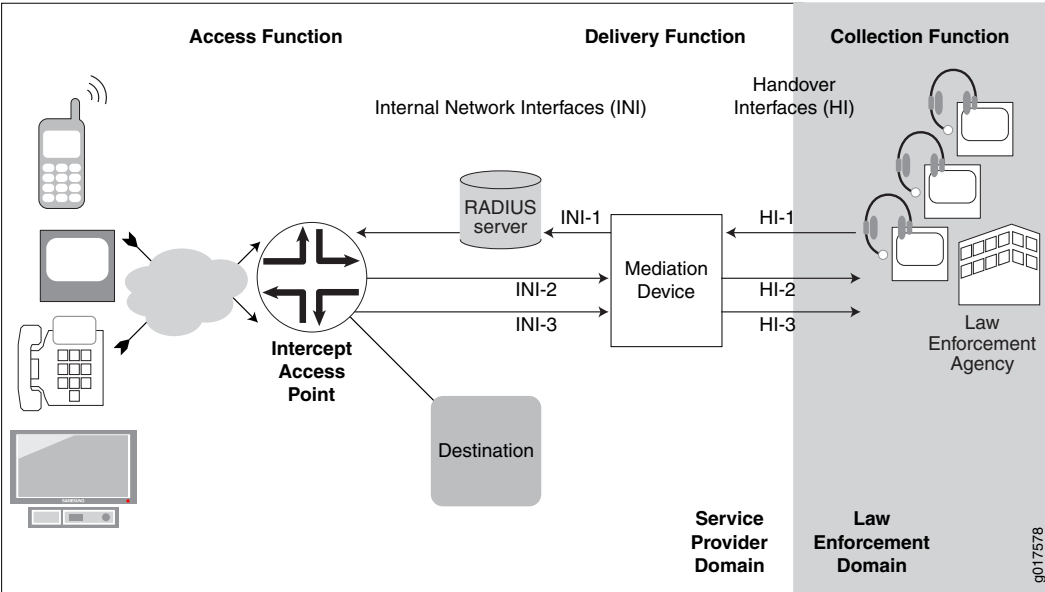 Access Function
Delivery Function
Collection Function
Internal Network Interfaces (INI)
Handover
Interfaces (HI)
RADIUS
server
INI-1
HI-1
Mediation
Device
INI-2
HI-2
INI-3
HI-3
Intercept
Access
Point
Law
Enforcement
Agency
Destination
SAMSUNG
Service
Provider
Domain
Law
Enforcement
Domain
g017578